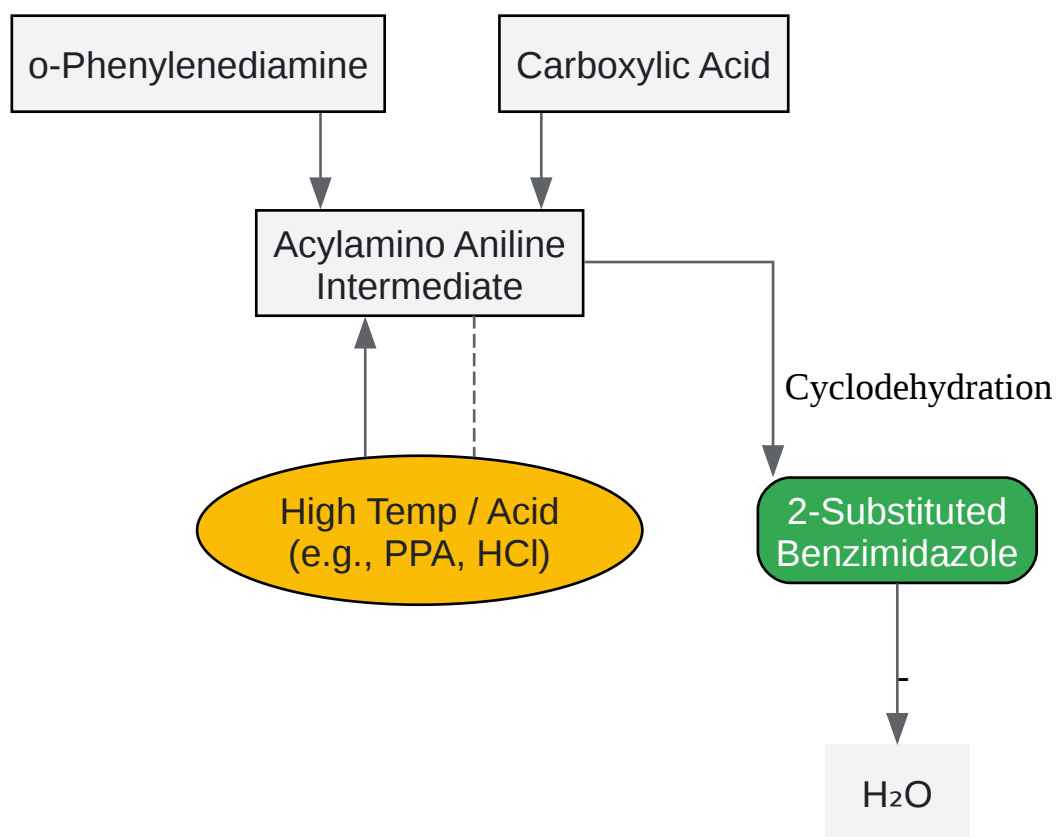 o-Phenylenediamine
Carboxylic Acid
Acylamino Aniline
Intermediate
Cyclodehydration
High Temp / Acid
(e.g., PPA, HCl)
2-Substituted
Benzimidazole
-
H₂O